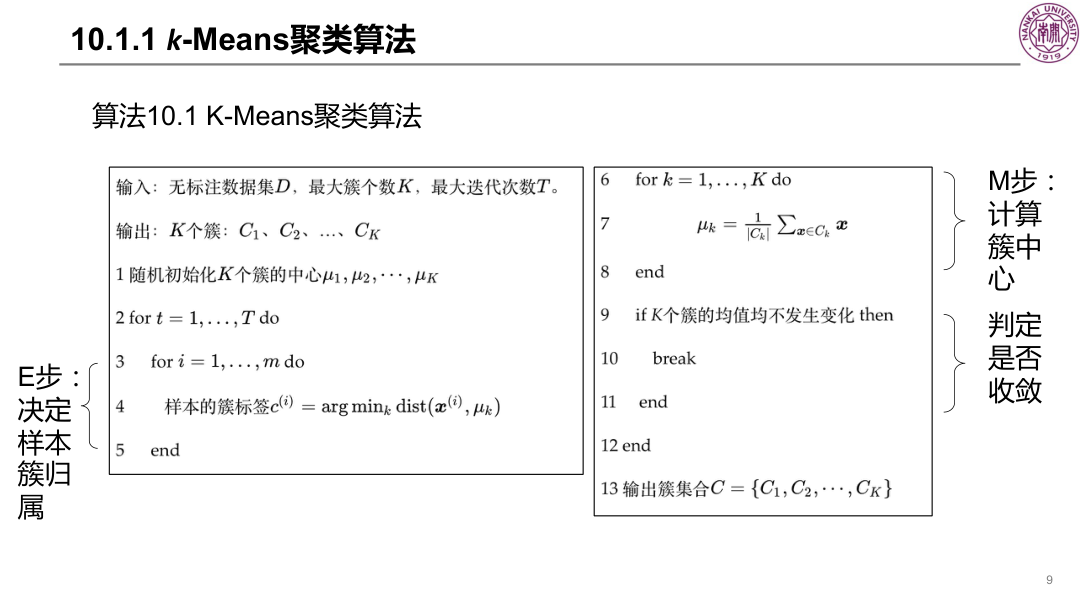 10.1.1 k-Means聚类算法
NANKAI UNIVERSITY
南開
1919
算法10.1 K-Means聚类算法
输入：无标注数据集D，最大簇个数K，最大迭代次数T。
输出：K个簇：C₁、C₂、...、C_K
1 随机初始化K个簇的中心μ₁, μ₂, ···, μ_K
2 for t = 1, . . . , T do
3 for i = 1, . . . , m do
4 样本的簇标签c⁽ⁱ⁾ = arg min_k dist(x⁽ⁱ⁾, μ_k)
5 end
E步：
决定
样本
簇归
属
6 for k = 1, . . . , K do
7 μ_k = 1/|C_k| ∑_{x∈C_k} x
8 end
9 if K个簇的均值均不发生变化 then
10 break
11 end
12 end
13 输出簇集合C = {C₁, C₂, ···, C_K}
M步：
计算
簇中
心
判定
是否
收敛
9